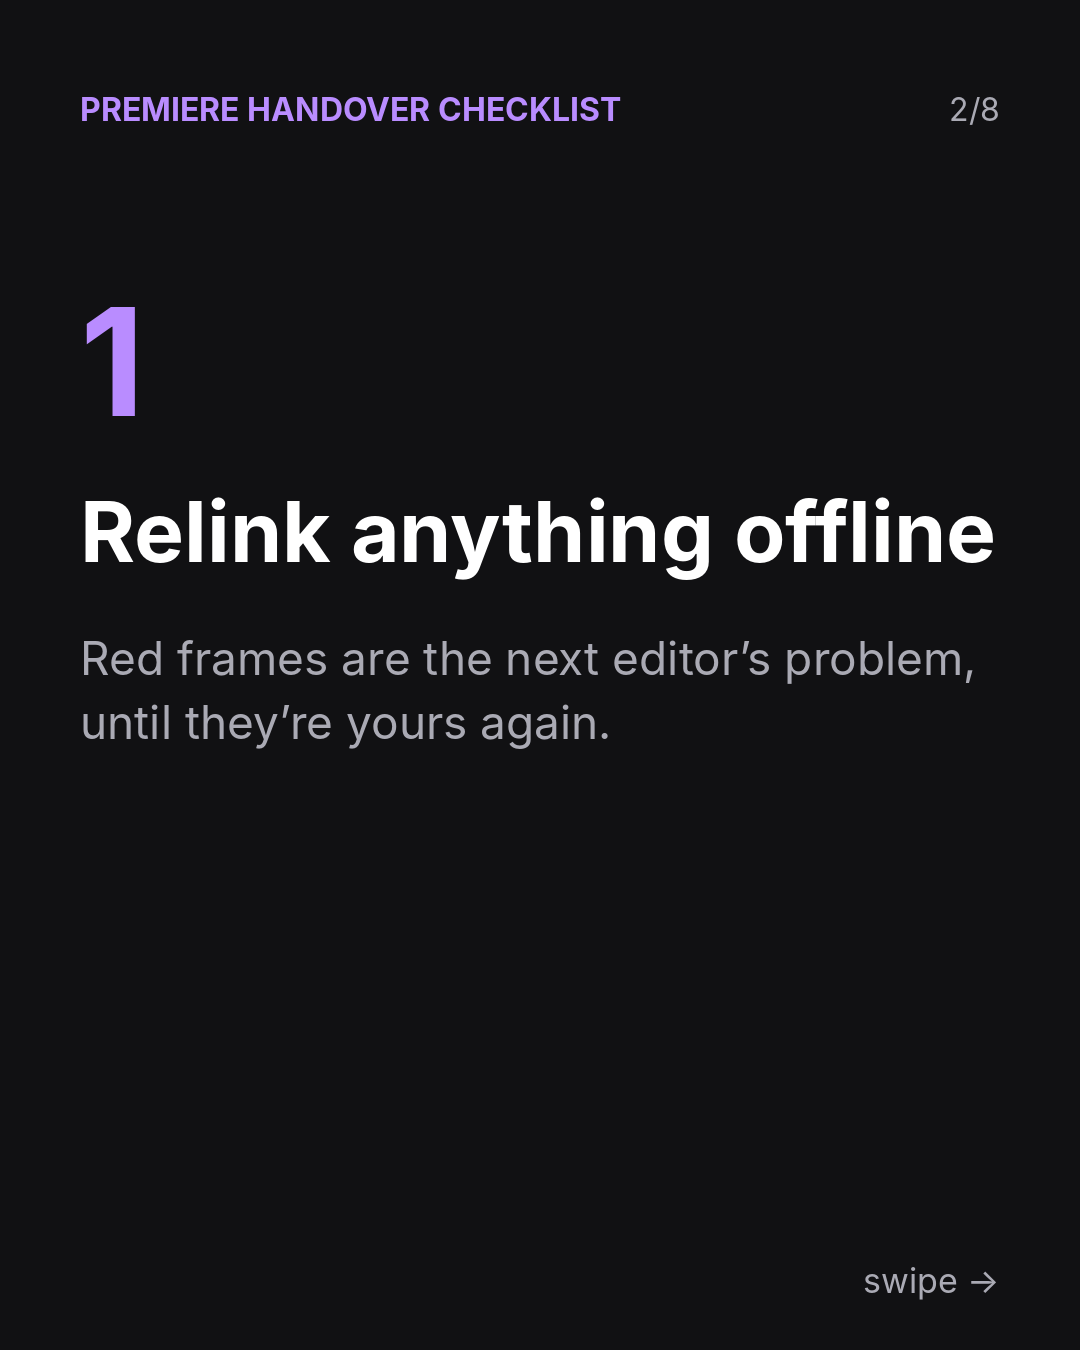 PREMIERE HANDOVER CHECKLIST 2/8
1
Relink anything offline
Red frames are the next editor’s problem,
until they’re yours again.
swipe →